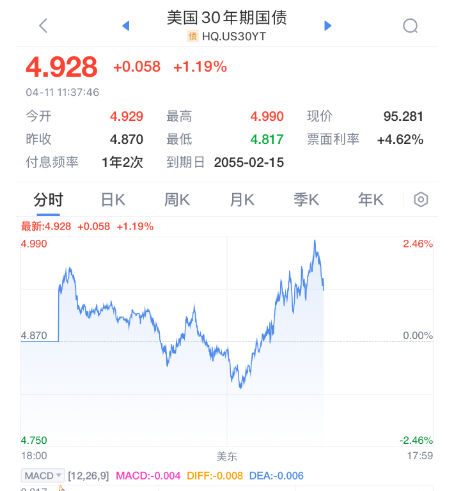 美国30年期国债
债 HQ.US30YT
4.928 +0.058 +1.19%
04-11 11:37:46
今开 4.929 最高 4.990 现价 95.281
昨收 4.870 最低 4.817 票面利率 +4.62%
付息频率 1年2次 到期日 2055-02-15
分时 日K 周K 月K 季K 年K
最新:4.928 +0.058 +1.19%
4.990 2.46%
4.870 0.00%
4.750 -2.46%
18:00 美东 17:59
MACD [12,26,9] MACD:-0.004 DIFF:-0.008 DEA:-0.006